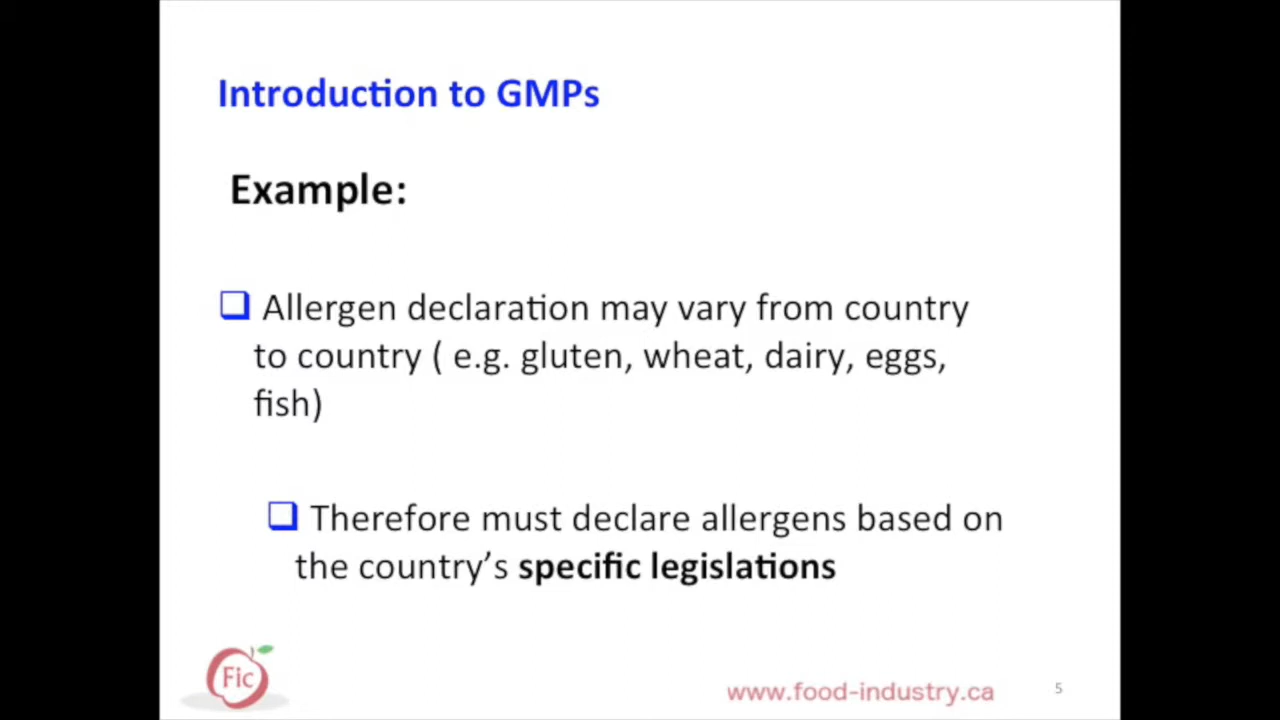 Introduction to GMPs
Example:
Allergen declaration may vary from country
to country ( e.g. gluten, wheat, dairy, eggs,
fish)
Therefore must declare allergens based on
the country’s specific legislations
Fic
www.food-industry.ca
5